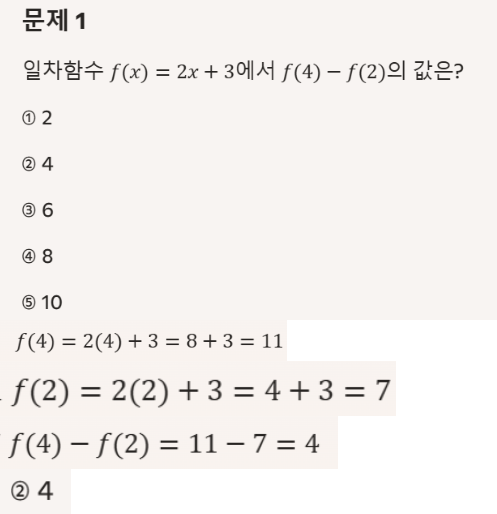 문제 1
일차함수 f(x) = 2x + 3에서 f(4) − f(2)의 값은?
① 2
② 4
③ 6
④ 8
⑤ 10
f(4) = 2(4) + 3 = 8 + 3 = 11
f(2) = 2(2) + 3 = 4 + 3 = 7
f(4) − f(2) = 11 − 7 = 4
② 4